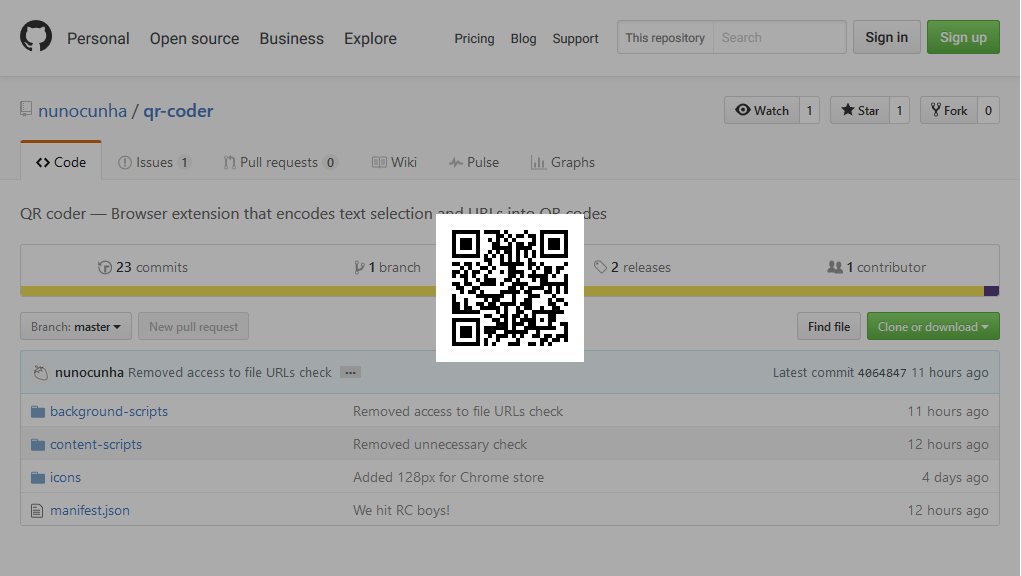 Personal Open source Business Explore Pricing Blog Support This repository Search Sign in Sign up
nunocunha / qr-coder Watch 1 Star 1 Fork 0
Code Issues 1 Pull requests 0 Wiki Pulse Graphs
QR coder — Browser extension that encodes text selection and URLs into QR codes
23 commits 1 branch 2 releases 1 contributor
Branch: master New pull request Find file Clone or download
nunocunha Removed access to file URLs check ... Latest commit 4064847 11 hours ago
background-scripts Removed access to file URLs check 11 hours ago
content-scripts Removed unnecessary check 12 hours ago
icons Added 128px for Chrome store 4 days ago
manifest.json We hit RC boys! 12 hours ago